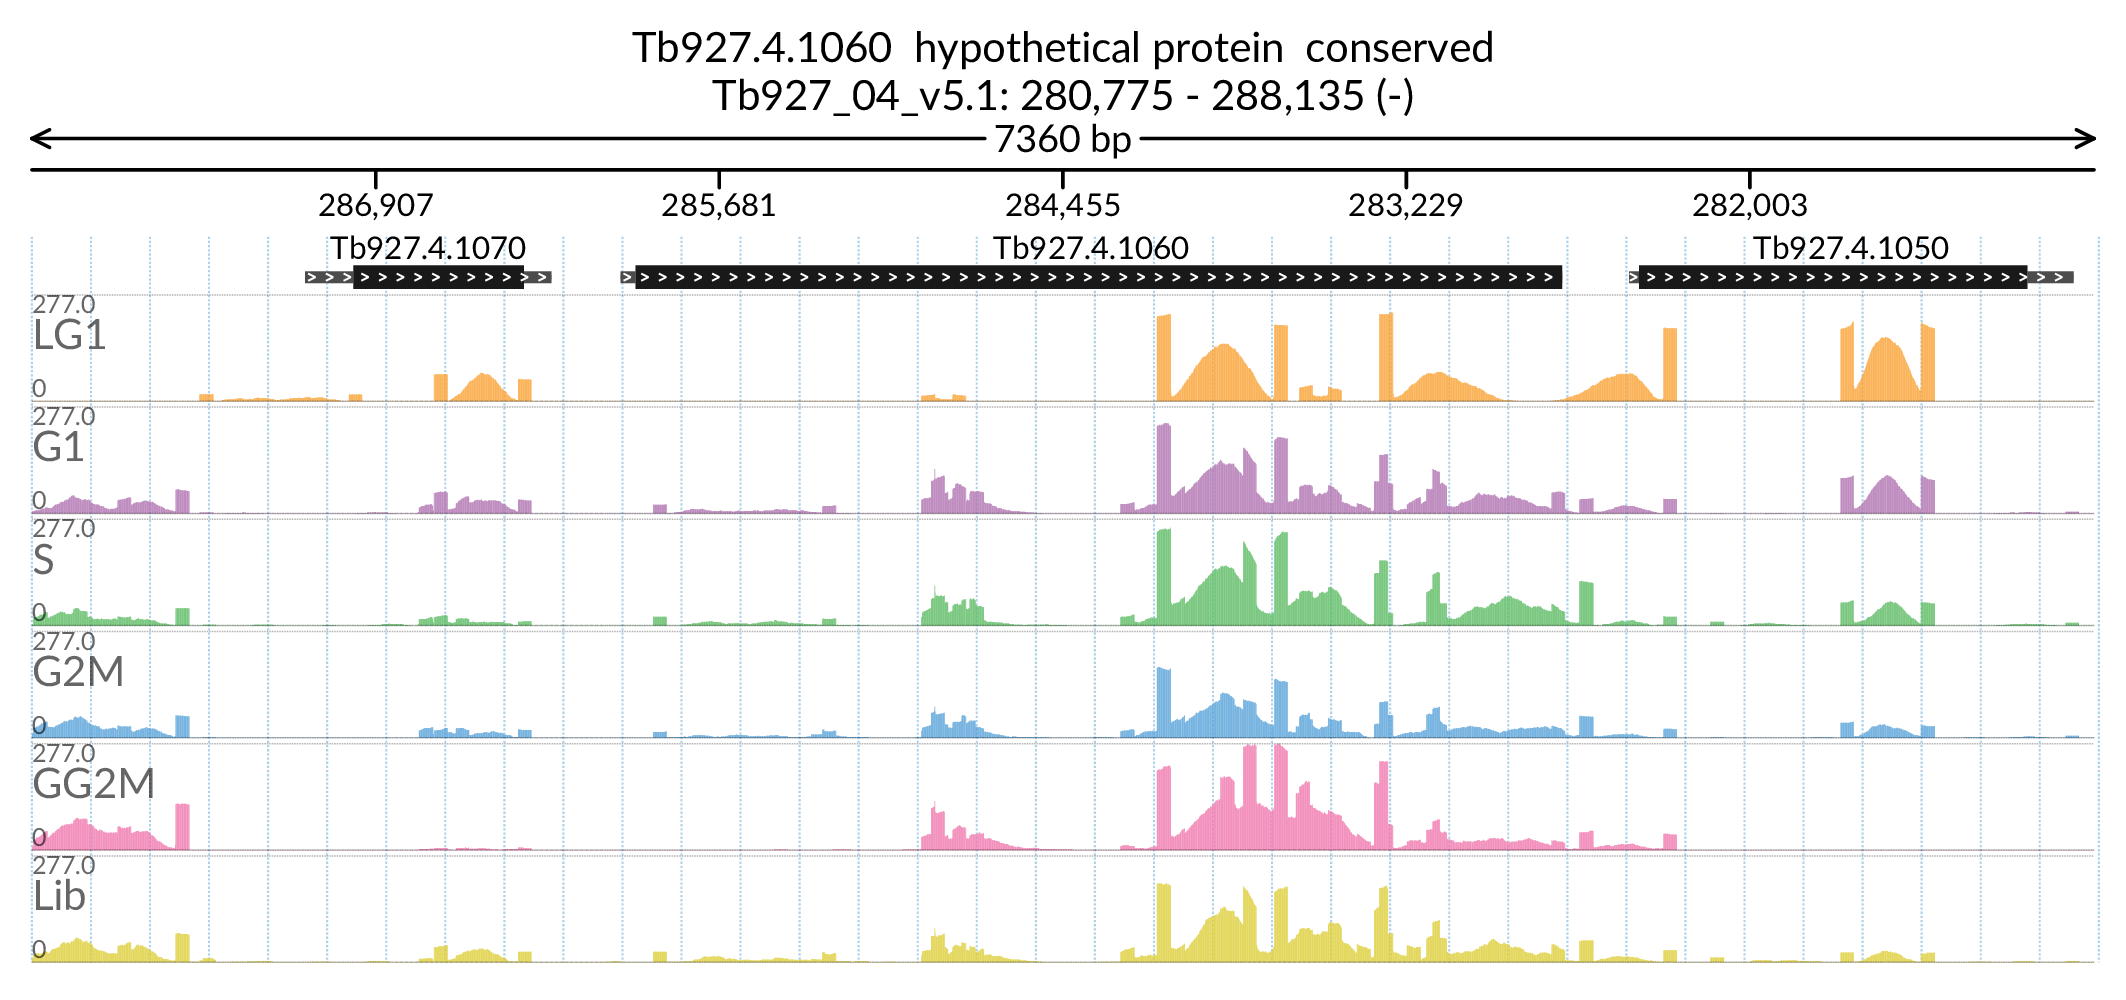 Tb927.4.1060  hypothetical protein  conserved
Tb927_04_v5.1: 280,775 - 288,135 (-)
7360 bp
286,907 285,681 284,455 283,229 282,003
Tb927.4.1070 Tb927.4.1060 Tb927.4.1050
277.0
LG1
0
277.0
G1
0
277.0
S
0
277.0
G2M
0
277.0
GG2M
0
277.0
Lib
0